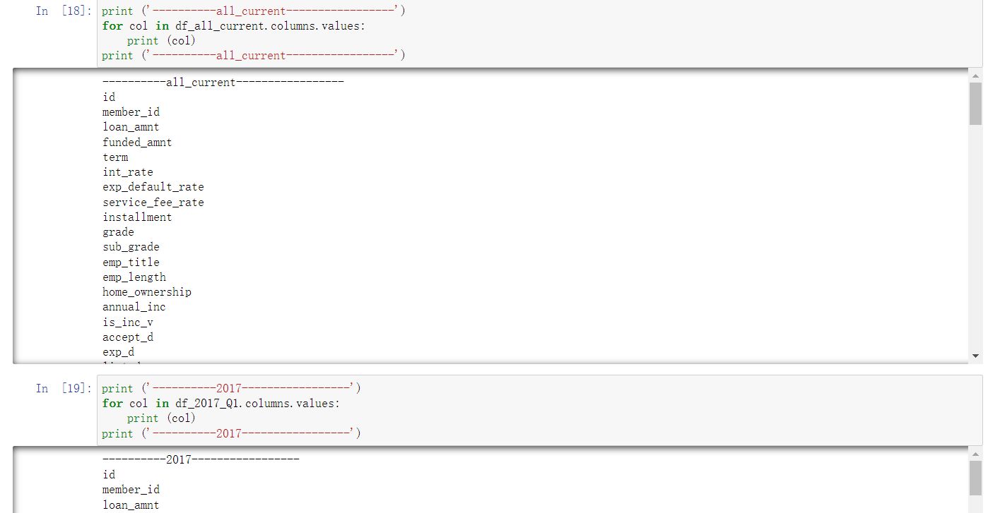 In [18]: print ('----------all_current-----------------')
for col in df_all_current.columns.values:
    print (col)
print ('----------all_current-----------------')
----------all_current-----------------
id
member_id
loan_amnt
funded_amnt
term
int_rate
exp_default_rate
service_fee_rate
installment
grade
sub_grade
emp_title
emp_length
home_ownership
annual_inc
is_inc_v
accept_d
exp_d
In [19]: print ('----------2017-----------------')
for col in df_2017_Q1.columns.values:
    print (col)
print ('----------2017-----------------')
----------2017-----------------
id
member_id
loan_amnt